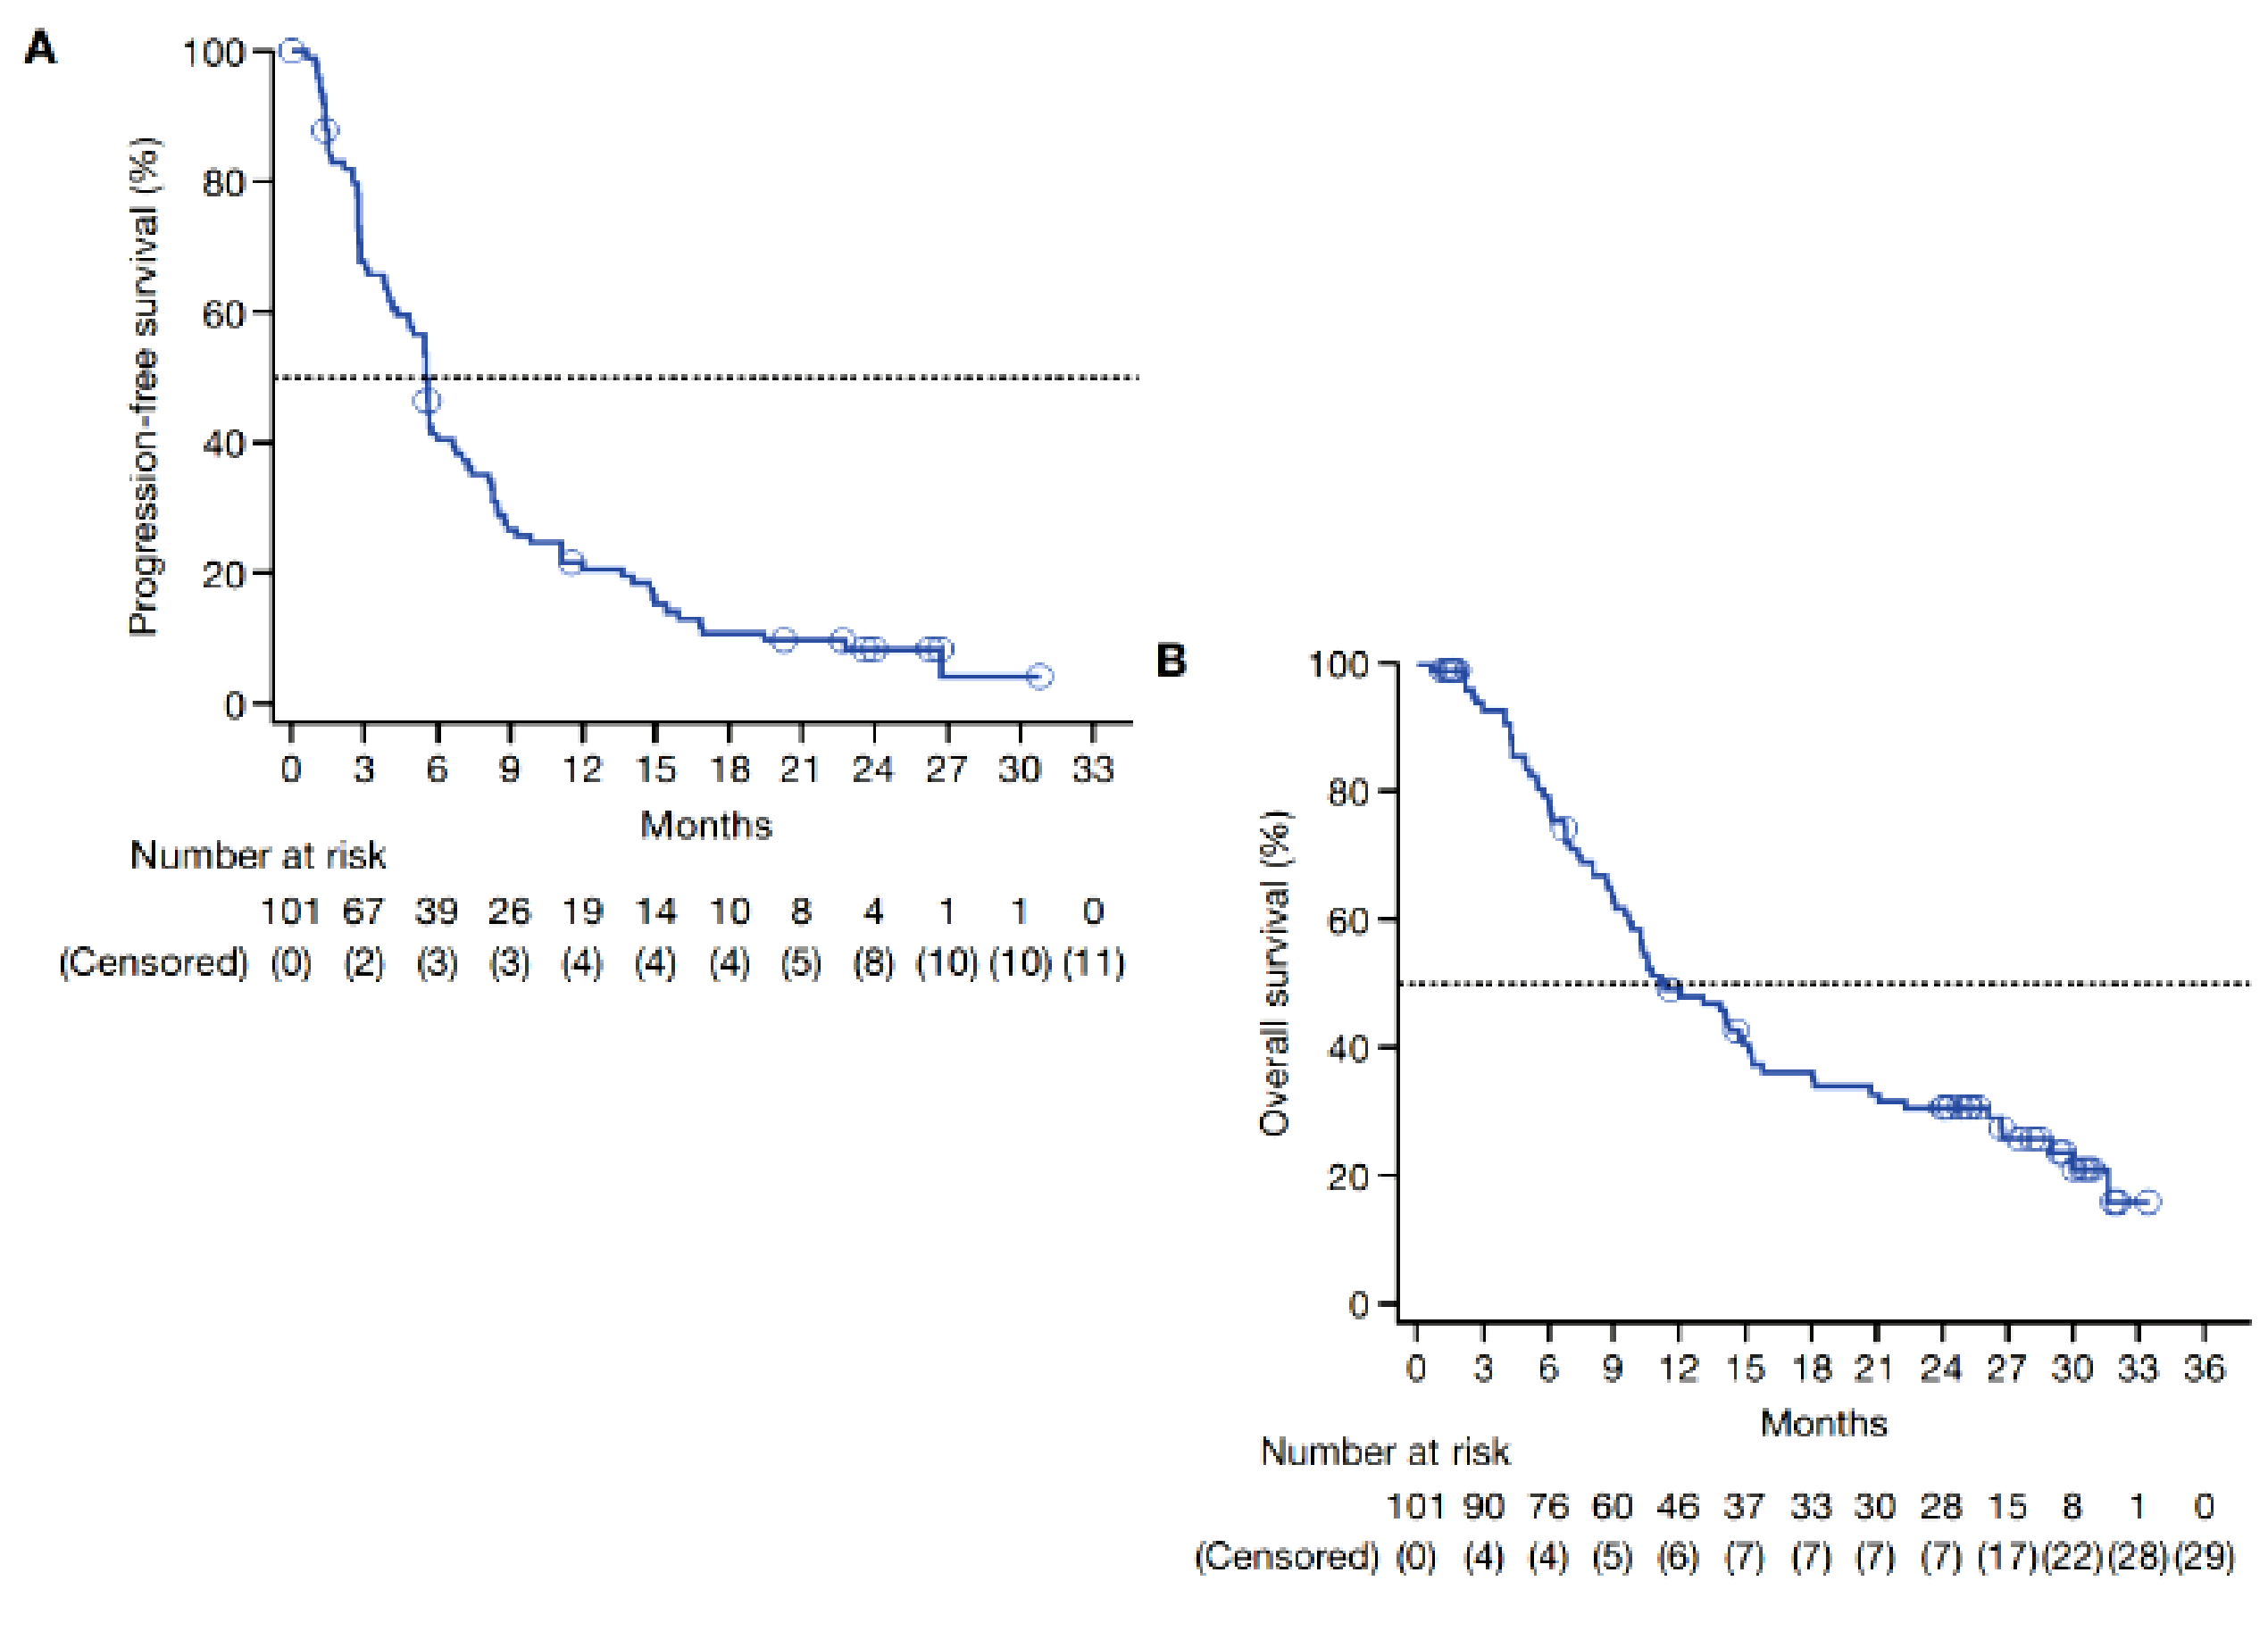 A
Progression-free survival (%)
100
80
60
40
20
0
0 3 6 9 12 15 18 21 24 27 30 33
Months
Number at risk
101 67 39 26 19 14 10 8 4 1 1 0
(Censored) (0) (2) (3) (3) (4) (4) (4) (5) (8) (10) (10) (11)
B
Overall survival (%)
100
80
60
40
20
0
0 3 6 9 12 15 18 21 24 27 30 33 36
Months
Number at risk
101 90 76 60 46 37 33 30 28 15 8 1 0
(Censored) (0) (4) (4) (5) (6) (7) (7) (7) (7) (17) (22) (28) (29)